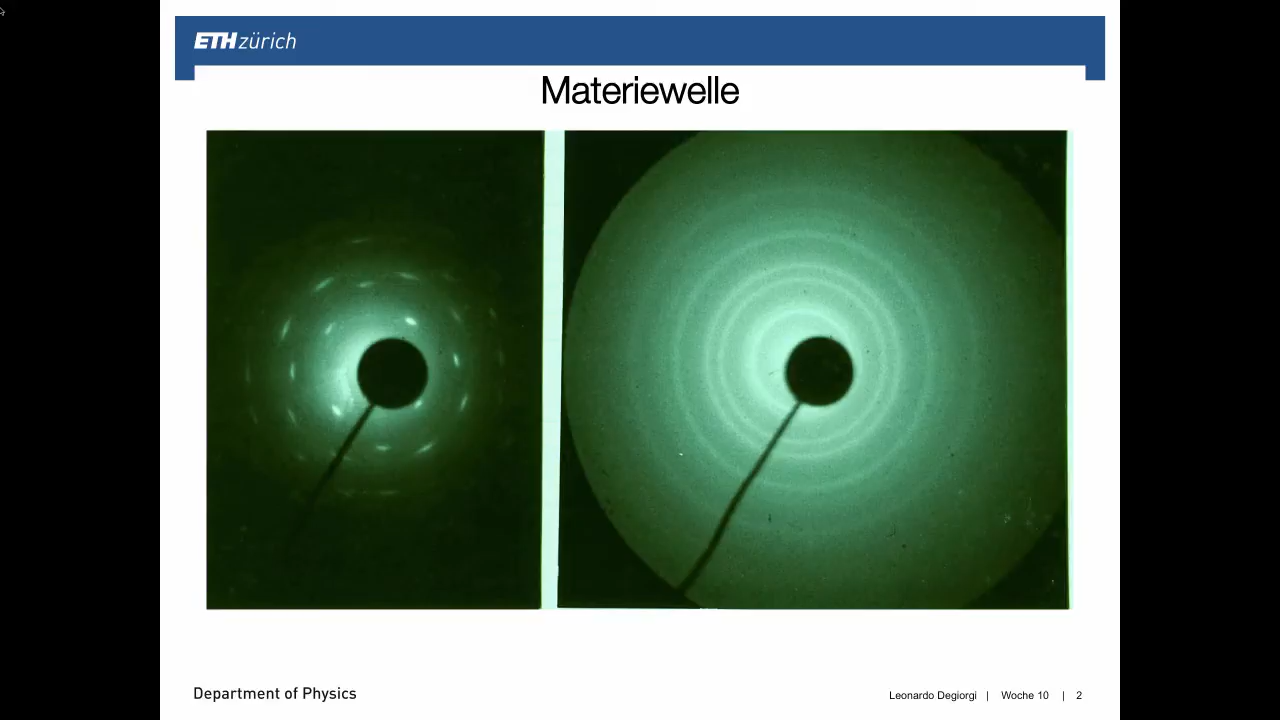 ETH zürich
Materiewelle
Department of Physics
Leonardo Degiorgi | Woche 10 | 2